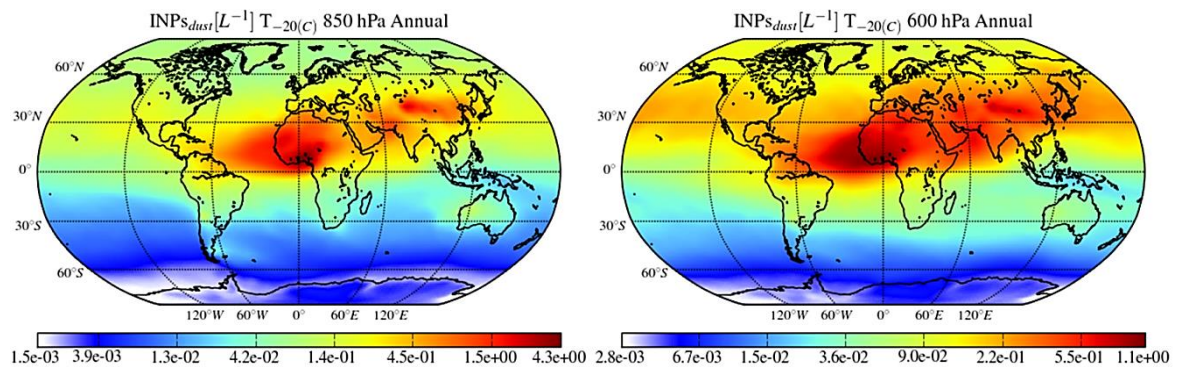 INPs_dust[L⁻¹] T₋₂₀(C) 850 hPa Annual
60°N
30°N
0°
30°S
60°S
120°W 60°W 0° 60°E 120°E
1.5e-03 3.9e-03 1.3e-02 4.2e-02 1.4e-01 4.5e-01 1.5e+00 4.3e+00
INPs_dust[L⁻¹] T₋₂₀(C) 600 hPa Annual
60°N
30°N
0°
30°S
60°S
120°W 60°W 0° 60°E 120°E
2.8e-03 6.7e-03 1.5e-02 3.6e-02 9.0e-02 2.2e-01 5.5e-01 1.1e+00